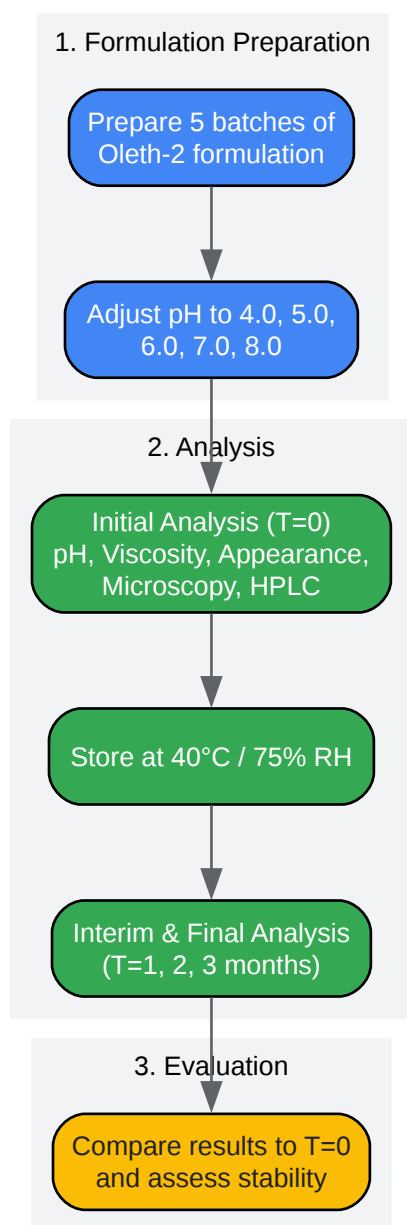 1. Formulation Preparation
Prepare 5 batches of
Oleth-2 formulation
Adjust pH to 4.0, 5.0,
6.0, 7.0, 8.0
2. Analysis
Initial Analysis (T=0)
pH, Viscosity, Appearance,
Microscopy, HPLC
Store at 40°C / 75% RH
Interim & Final Analysis
(T=1, 2, 3 months)
3. Evaluation
Compare results to T=0
and assess stability